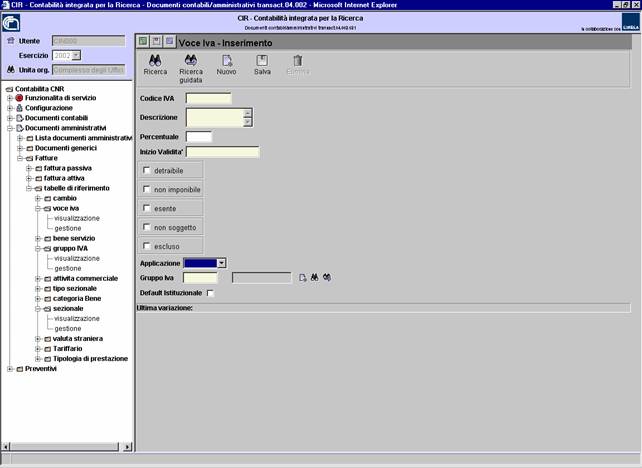 CIR - Contabilità integrata per la Ricerca - Documenti contabili/amministrativi transact.04.002 - Microsoft Internet Explorer
CIR - Contabilità integrata per la Ricerca
Documenti contabili/amministrativi transact.04.002.021
In collaborazione con
CINECA
Utente CIN000
Esercizio 2002
Unita org. Complesso degli Uffici
Contabilita CNR
Funzionalita di servizio
Configurazione
Documenti contabili
Documenti amministrativi
Lista documenti amministrativi
Documenti generici
Fatture
fattura passiva
fattura attiva
tabelle di riferimento
cambio
voce iva
visualizzazione
gestione
bene servizio
gruppo IVA
visualizzazione
gestione
attivita commerciale
tipo sezionale
categoria Bene
sezionale
visualizzazione
gestione
valuta straniera
Tariffario
Tipologia di prestazione
Preventivi
Voce Iva - Inserimento
Ricerca
Ricerca guidata
Nuovo
Salva
Elimina
Codice IVA
Descrizione
Percentuale
Inizio Validita'
detraibile
non imponibile
esente
non soggetto
escluso
Applicazione
Gruppo Iva
Default Istituzionale
Ultima variazione: